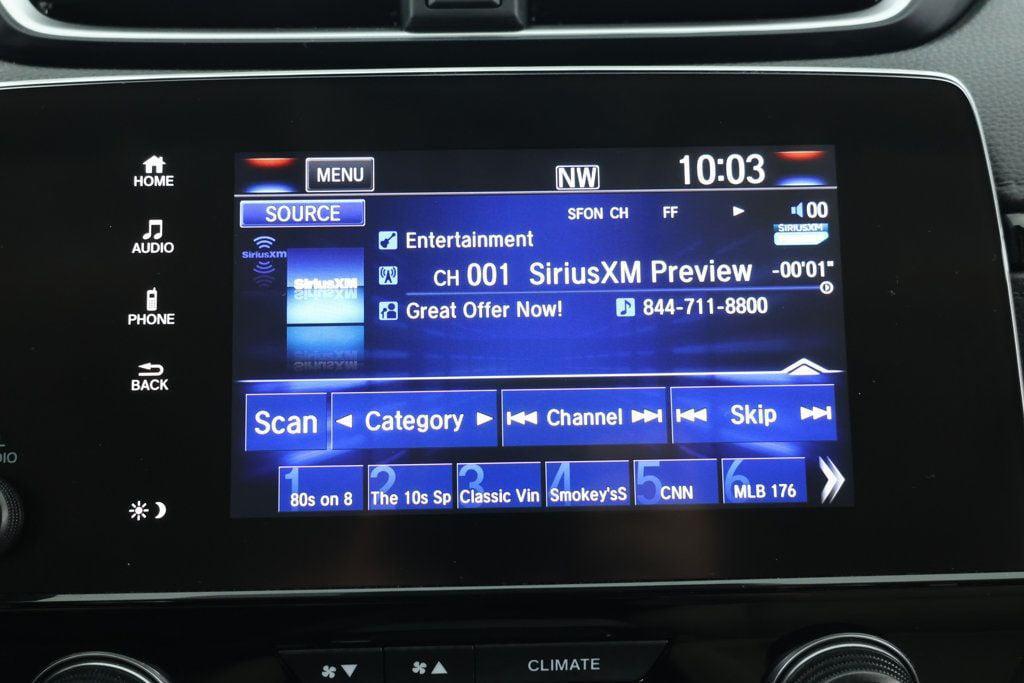 HOME
AUDIO
PHONE
BACK
MENU
NW
10:03
SOURCE
SFON CH FF
00
SiriusXM
SIRIUSXM
SiriusXM
Entertainment
CH 001 SiriusXM Preview -00'01"
Great Offer Now! 844-711-8800
Scan
Category
Channel
Skip
1 80s on 8
2 The 10s Sp
3 Classic Vin
4 Smokey'sS
5 CNN
6 MLB 176
CLIMATE